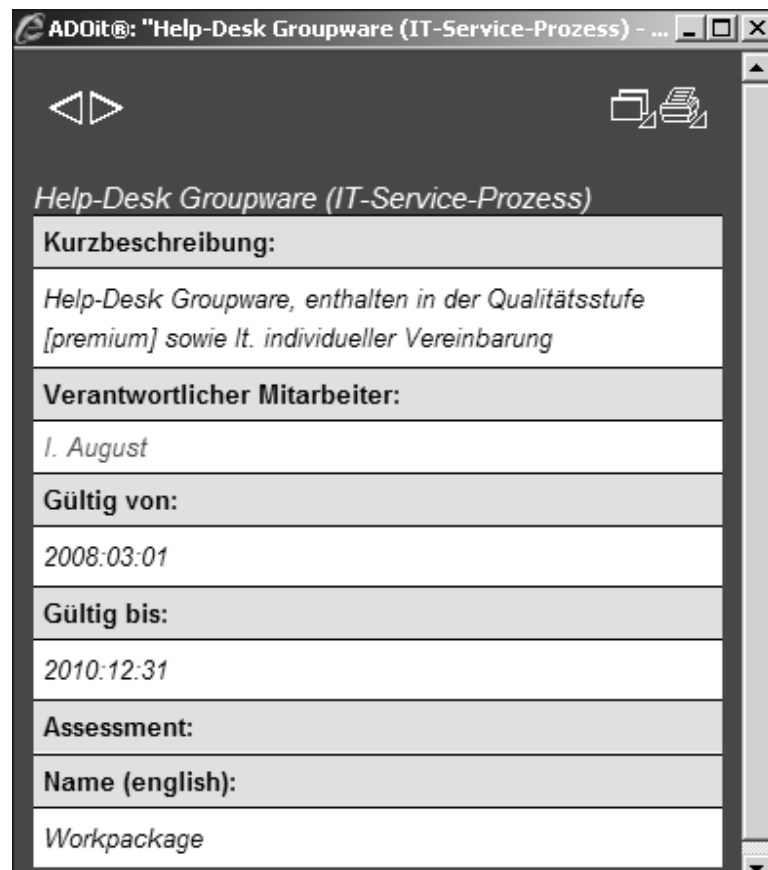 ADOit®: "Help-Desk Groupware (IT-Service-Prozess) - ...
Help-Desk Groupware (IT-Service-Prozess)
Kurzbeschreibung:
Help-Desk Groupware, enthalten in der Qualitätsstufe
[premium] sowie lt. individueller Vereinbarung
Verantwortlicher Mitarbeiter:
I. August
Gültig von:
2008:03:01
Gültig bis:
2010:12:31
Assessment:
Name (english):
Workpackage